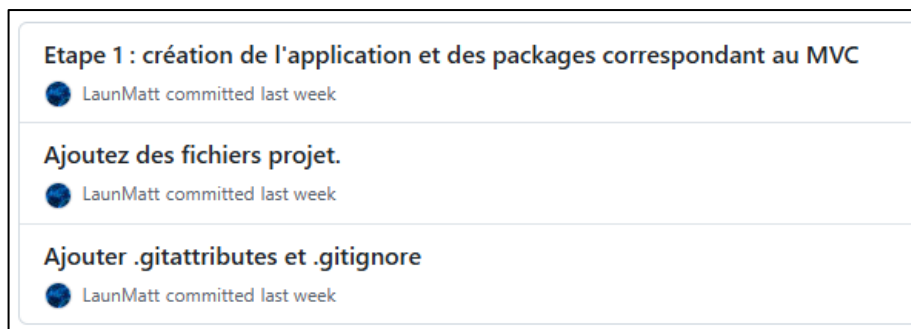 Etape 1 : création de l'application et des packages correspondant au MVC
LaunMatt committed last week
Ajoutez des fichiers projet.
LaunMatt committed last week
Ajouter .gitattributes et .gitignore
LaunMatt committed last week